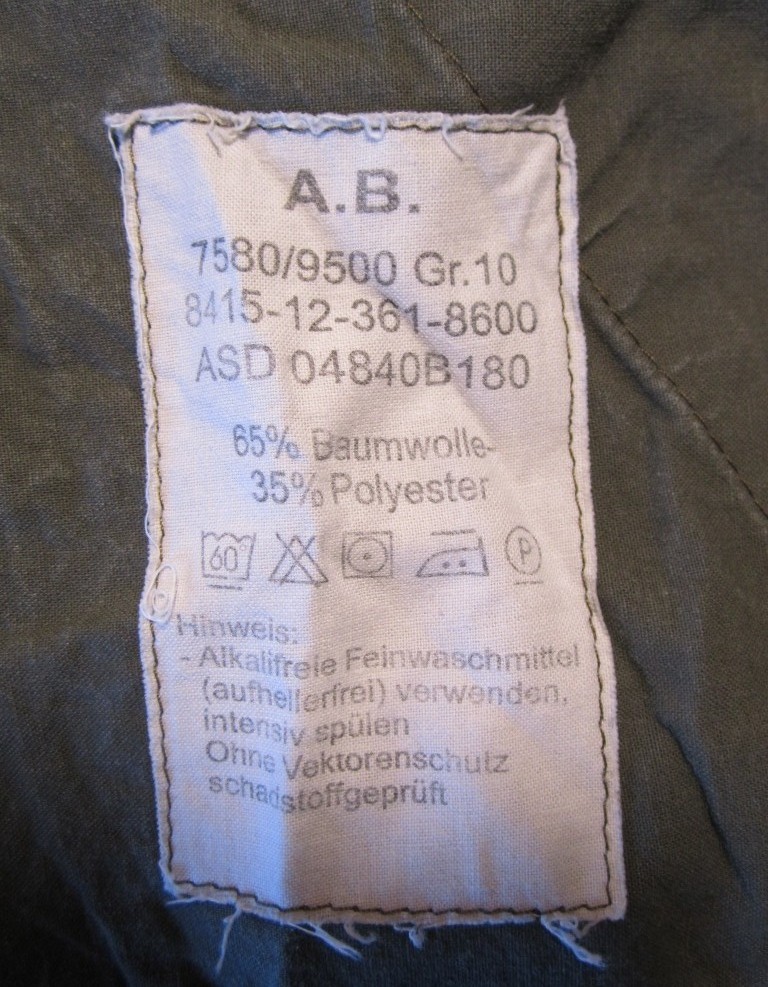 A.B.
7580/9500 Gr.10
8415-12-361-8600
ASD 04840B180
65% Baumwolle-
35% Polyester
60° P
Hinweis:
- Alkalifreie Feinwaschmittel
(aufhellerfrei) verwenden,
intensiv spülen
Ohne Vektorenschutz
schadstoffgeprüft